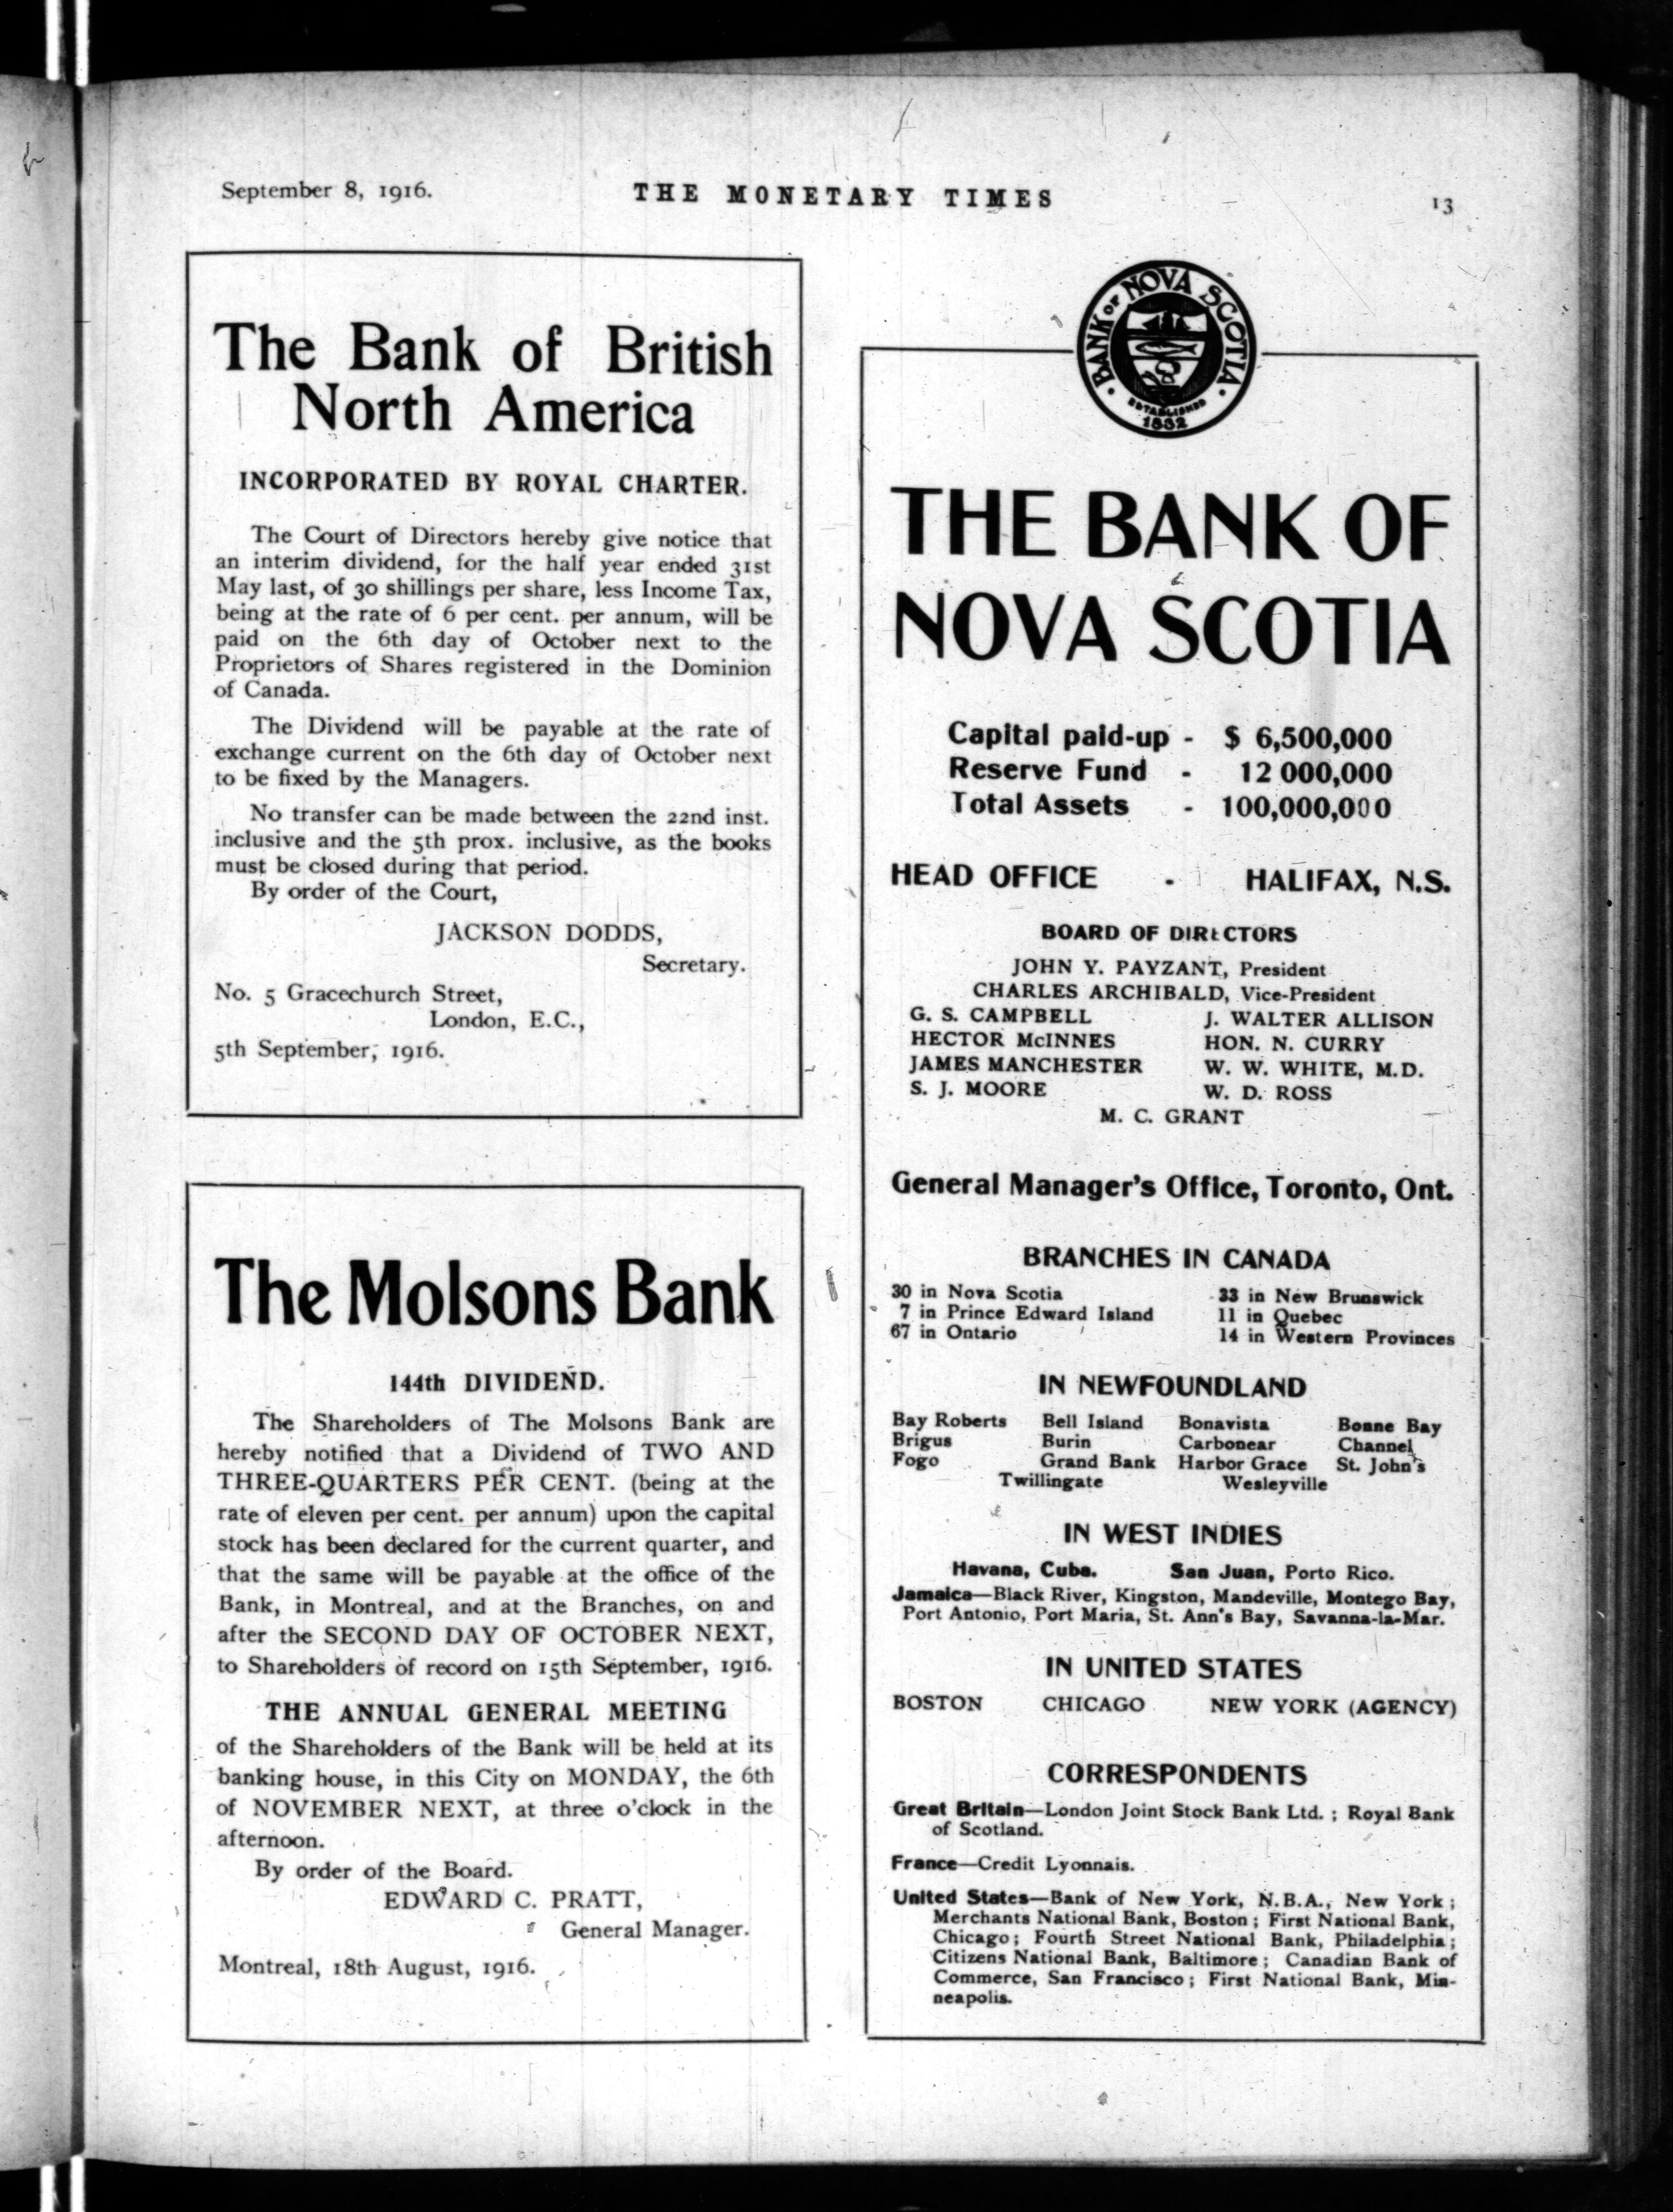 September 8, 1916.
THE MONETARY TIMES
13
The Bank of British
North America
INCORPORATED BY ROYAL CHARTER.
The Court of Directors hereby give notice that
an interim dividend, for the half year ended 31st
May last, of 30 shillings per share, less Income Tax,
being at the rate of 6 per cent. per annum, will be
paid on the 6th day of October next to the
Proprietors of Shares registered in the Dominion
of Canada.
The Dividend will be payable at the rate of
exchange current on the 6th day of October next
to be fixed by the Managers.
No transfer can be made between the 22nd inst.
inclusive and the 5th prox. inclusive, as the books
must be closed during that period.
By order of the Court,
JACKSON DODDS,
Secretary.
No. 5 Gracechurch Street,
London, E.C.,
5th September, 1916.
The Molsons Bank
144th DIVIDEND.
The Shareholders of The Molsons Bank are
hereby notified that a Dividend of TWO AND
THREE-QUARTERS PER CENT. (being at the
rate of eleven per cent. per annum) upon the capital
stock has been declared for the current quarter, and
that the same will be payable at the office of the
Bank, in Montreal, and at the Branches, on and
after the SECOND DAY OF OCTOBER NEXT,
to Shareholders of record on 15th September, 1916.
THE ANNUAL GENERAL MEETING
of the Shareholders of the Bank will be held at its
banking house, in this City on MONDAY, the 6th
of NOVEMBER NEXT, at three o'clock in the
afternoon.
By order of the Board.
EDWARD C. PRATT,
General Manager.
Montreal, 18th August, 1916.
BANK OF NOVA SCOTIA
ESTABLISHED
1832
THE BANK OF
NOVA SCOTIA
Capital paid-up - $ 6,500,000
Reserve Fund - 12 000,000
Total Assets - 100,000,000
HEAD OFFICE - HALIFAX, N.S.
BOARD OF DIRECTORS
JOHN Y. PAYZANT, President
CHARLES ARCHIBALD, Vice-President
G. S. CAMPBELL J. WALTER ALLISON
HECTOR McINNES HON. N. CURRY
JAMES MANCHESTER W. W. WHITE, M.D.
S. J. MOORE W. D. ROSS
M. C. GRANT
General Manager's Office, Toronto, Ont.
BRANCHES IN CANADA
30 in Nova Scotia 33 in New Brunswick
7 in Prince Edward Island 11 in Quebec
67 in Ontario 14 in Western Provinces
IN NEWFOUNDLAND
Bay Roberts Bell Island Bonavista Bonne Bay
Brigus Burin Carbonear Channel
Fogo Grand Bank Harbor Grace St. John's
Twillingate Wesleyville
IN WEST INDIES
Havana, Cuba. San Juan, Porto Rico.
Jamaica—Black River, Kingston, Mandeville, Montego Bay,
Port Antonio, Port Maria, St. Ann's Bay, Savanna-la-Mar.
IN UNITED STATES
BOSTON CHICAGO NEW YORK (AGENCY)
CORRESPONDENTS
Great Britain—London Joint Stock Bank Ltd. ; Royal Bank
of Scotland.
France—Credit Lyonnais.
United States—Bank of New York, N.B.A., New York ;
Merchants National Bank, Boston ; First National Bank,
Chicago ; Fourth Street National Bank, Philadelphia ;
Citizens National Bank, Baltimore ; Canadian Bank of
Commerce, San Francisco ; First National Bank, Min-
neapolis.